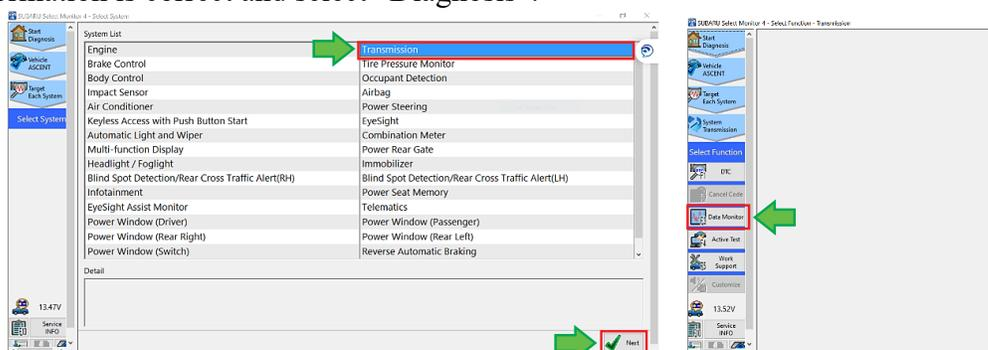 rmation is correct and select "Diagnosis".
SUBARU Select Monitor 4 - Select System
Start
Diagnosis
Vehicle
ASCENT
Target
Each System
Select System
System List
Engine Transmission
Brake Control Tire Pressure Monitor
Body Control Occupant Detection
Impact Sensor Airbag
Air Conditioner Power Steering
Keyless Access with Push Button Start EyeSight
Automatic Light and Wiper Combination Meter
Multi-function Display Power Rear Gate
Headlight / Foglight Immobilizer
Blind Spot Detection/Rear Cross Traffic Alert(RH) Blind Spot Detection/Rear Cross Traffic Alert(LH)
Infotainment Power Seat Memory
EyeSight Assist Monitor Telematics
Power Window (Driver) Power Window (Passenger)
Power Window (Rear Right) Power Window (Rear Left)
Power Window (Switch) Reverse Automatic Braking
Detail
13.47V
Service
INFO
Next
SUBARU Select Monitor 4 - Select Function - Transmission
Start
Diagnosis
Vehicle
ASCENT
Target
Each System
System
Transmission
Select Function
DTC
Cancel Code
Data Monitor
Active Test
Work
Support
Customize
13.52V
Service
INFO